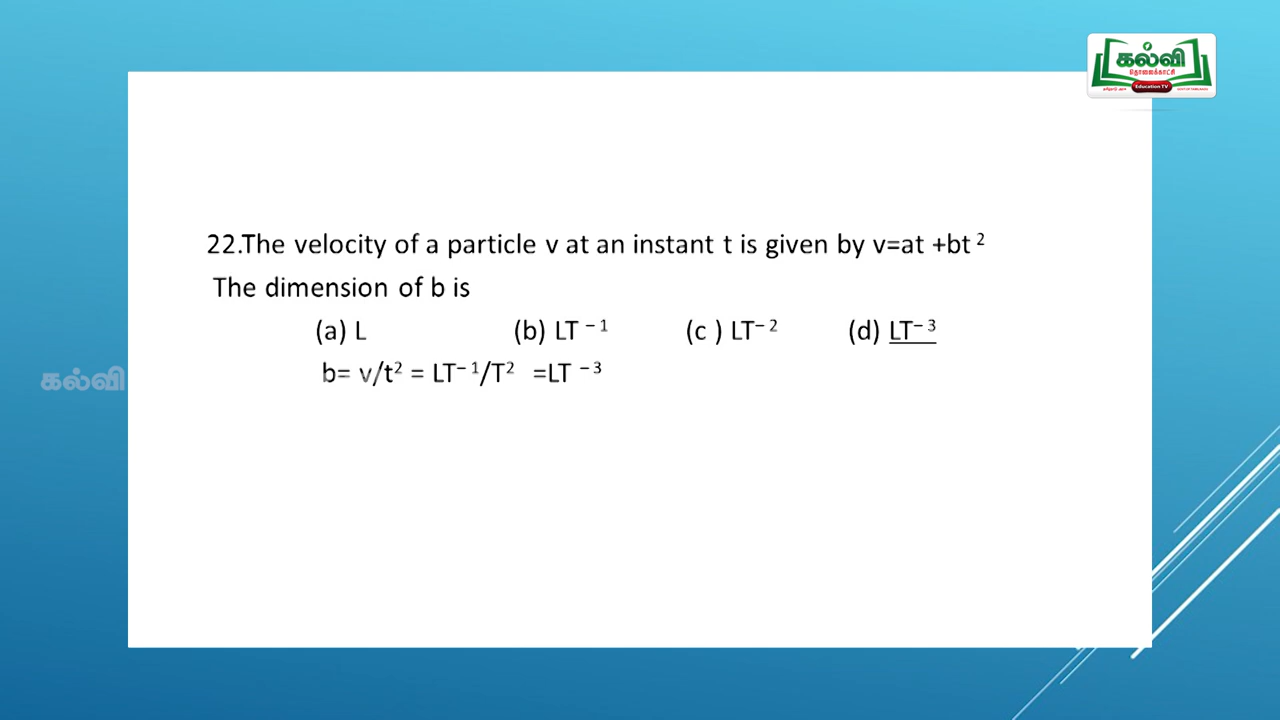 கல்வி
தொலைக்காட்சி
Education TV
22.The velocity of a particle v at an instant t is given by v=at +bt ²
The dimension of b is
(a) L (b) LT ⁻ ¹ (c ) LT⁻ ² (d) LT⁻ ³
கல்வி
b= v/t² = LT⁻ ¹/T² =LT ⁻ ³